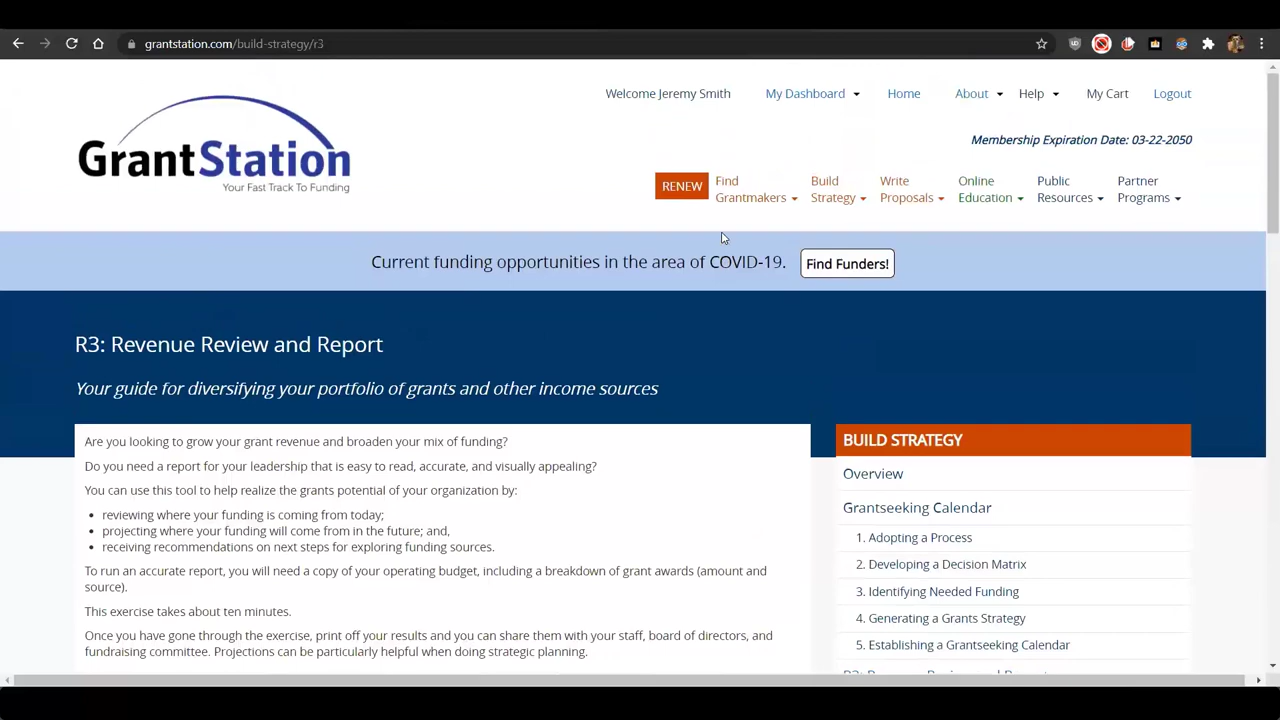 grantstation.com/build-strategy/r3
Welcome Jeremy Smith
My Dashboard
Home
About
Help
My Cart
Logout
GrantStation
Your Fast Track To Funding
Membership Expiration Date: 03-22-2050
RENEW
Find Grantmakers
Build Strategy
Write Proposals
Online Education
Public Resources
Partner Programs
Current funding opportunities in the area of COVID-19.
Find Funders!
R3: Revenue Review and Report
Your guide for diversifying your portfolio of grants and other income sources
Are you looking to grow your grant revenue and broaden your mix of funding?
Do you need a report for your leadership that is easy to read, accurate, and visually appealing?
You can use this tool to help realize the grants potential of your organization by:
• reviewing where your funding is coming from today;
• projecting where your funding will come from in the future; and,
• receiving recommendations on next steps for exploring funding sources.
To run an accurate report, you will need a copy of your operating budget, including a breakdown of grant awards (amount and
source).
This exercise takes about ten minutes.
Once you have gone through the exercise, print off your results and you can share them with your staff, board of directors, and
fundraising committee. Projections can be particularly helpful when doing strategic planning.
BUILD STRATEGY
Overview
Grantseeking Calendar
1. Adopting a Process
2. Developing a Decision Matrix
3. Identifying Needed Funding
4. Generating a Grants Strategy
5. Establishing a Grantseeking Calendar